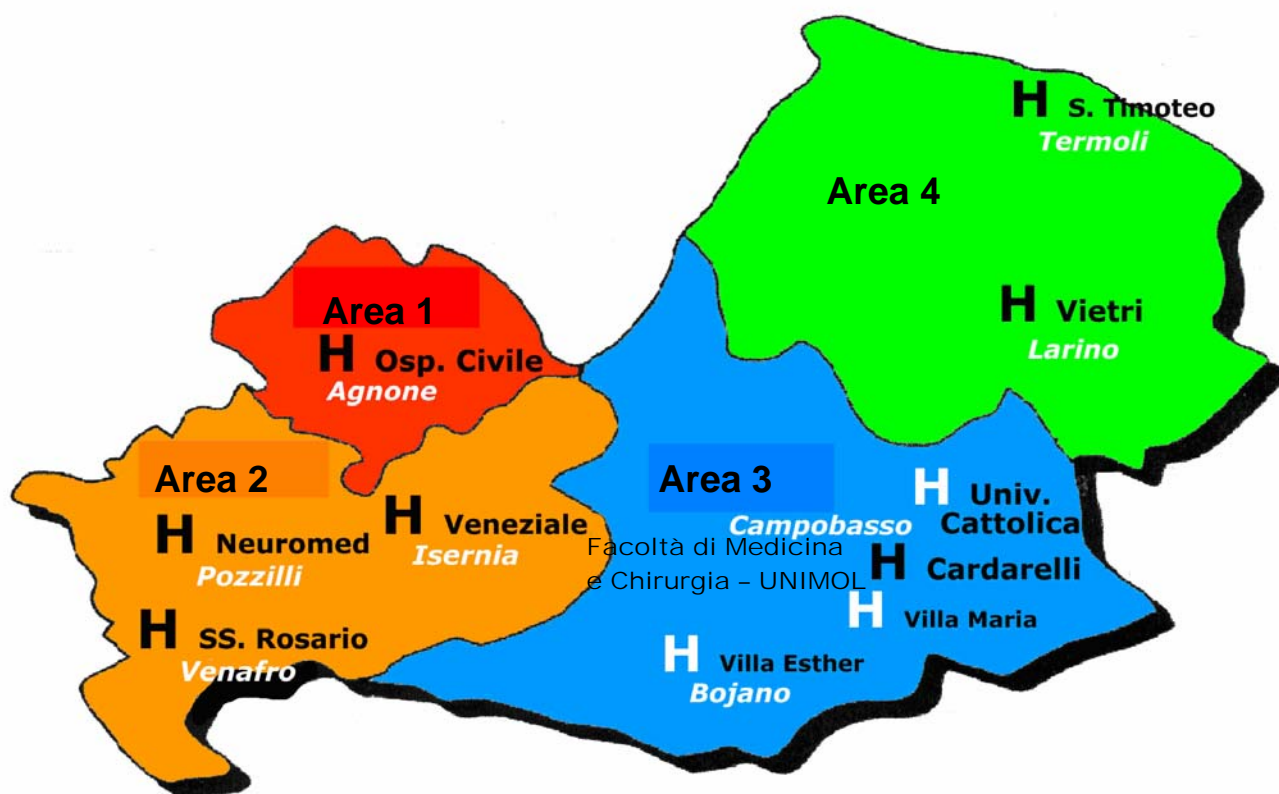 H S. Timoteo
Termoli
Area 4
H Vietri
Larino
Area 1
H Osp. Civile
Agnone
Area 2
H Neuromed
Pozzilli
H Veneziale
Isernia
H SS. Rosario
Venafro
Area 3
H Univ.
Cattolica
Campobasso
Facoltà di Medicina
e Chirurgia – UNIMOL
H Cardarelli
H Villa Maria
H Villa Esther
Bojano